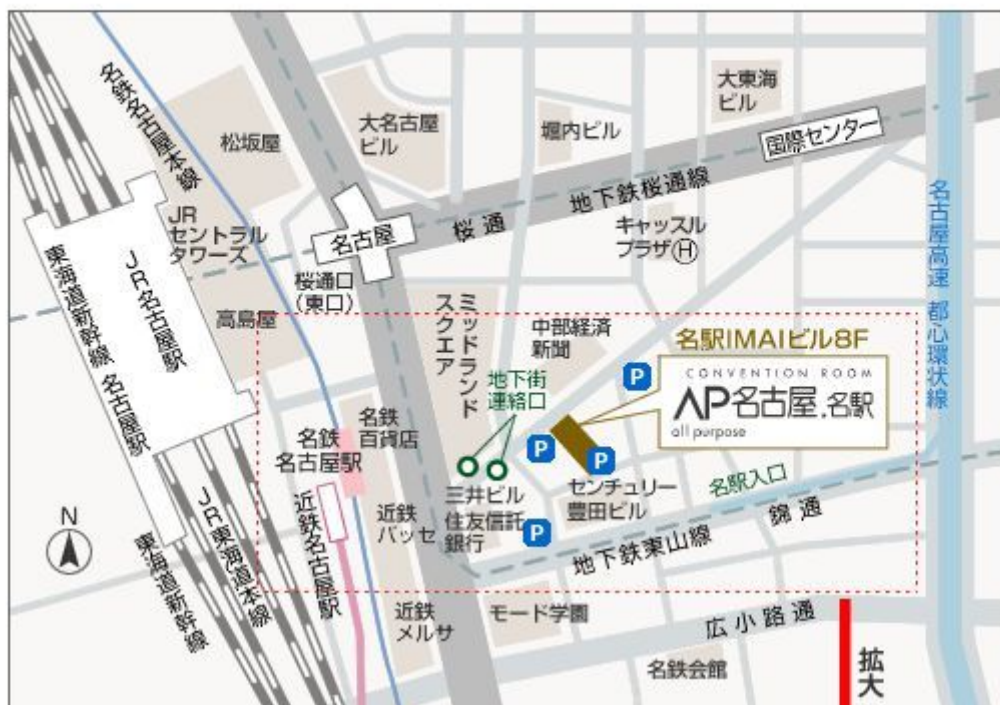 名鉄名古屋本線
松坂屋
大名古屋
ビル
堀内ビル
大東海
ビル
国際センター
地下鉄桜通線
桜通
名古屋
キャッスル
プラザ H
名古屋高速 都心環状線
JR
セントラル
タワーズ
JR名古屋駅
東海道新幹線 名古屋駅
桜通口
(東口)
高島屋
ミッドランド
スクエア
中部経済
新聞
名駅IMAIビル8F
CONVENTION ROOM
AP名古屋.名駅
all purpose
P
地下街
連絡口
名鉄
百貨店
名鉄
名古屋駅
P
P
三井ビル
住友信託
銀行
P
センチュリー
豊田ビル
名駅入口
錦通
地下鉄東山線
近鉄
パッセ
近鉄名古屋駅
N
JR東海道本線
東海道新幹線
近鉄
メルサ
モード学園
広小路通
名鉄会館
拡大